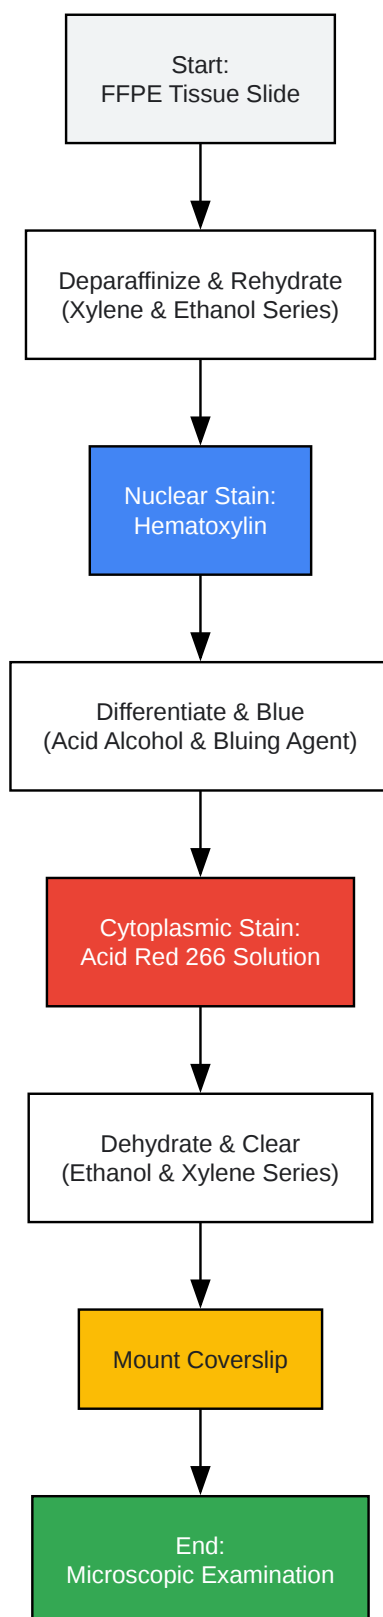 Start:
FFPE Tissue Slide
Deparaffinize & Rehydrate
(Xylene & Ethanol Series)
Nuclear Stain:
Hematoxylin
Differentiate & Blue
(Acid Alcohol & Bluing Agent)
Cytoplasmic Stain:
Acid Red 266 Solution
Dehydrate & Clear
(Ethanol & Xylene Series)
Mount Coverslip
End:
Microscopic Examination